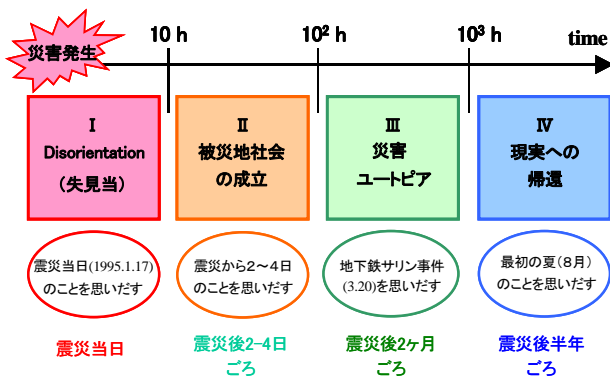 災害発生
10 h
10² h
10³ h
time
Ⅰ
Disorientation
(失見当)
Ⅱ
被災地社会
の成立
Ⅲ
災害
ユートピア
Ⅳ
現実への
帰還
震災当日(1995.1.17)
のことを思いだす
震災から2～4日
のことを思いだす
地下鉄サリン事件
(3.20)を思いだす
最初の夏(8月)
のことを思いだす
震災当日
震災後2-4日
ごろ
震災後2ヶ月
ごろ
震災後半年
ごろ